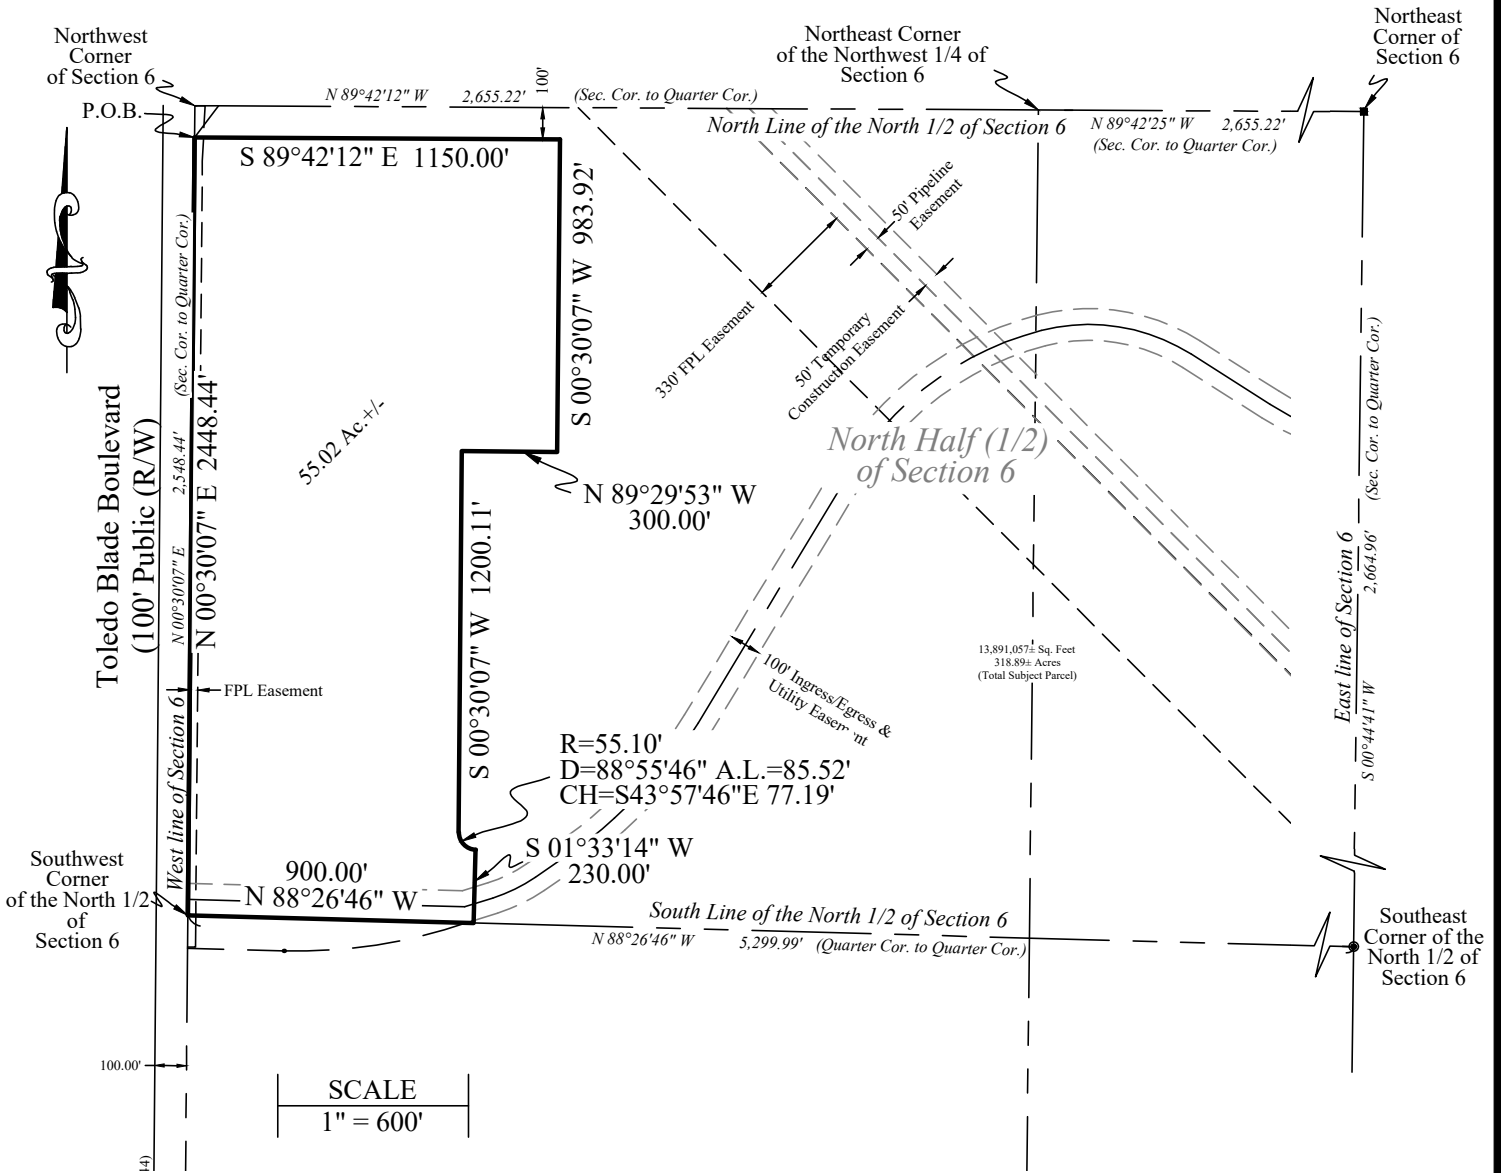 Northwest
Corner
of Section 6
P.O.B.
N 89°42'12" W 2,655.22' (Sec. Cor. to Quarter Cor.)
100'
Northeast Corner
of the Northwest 1/4 of
Section 6
Northeast
Corner of
Section 6
North Line of the North 1/2 of Section 6
N 89°42'25" W 2,655.22'
(Sec. Cor. to Quarter Cor.)
S 89°42'12" E 1150.00'
S 00°30'07" W 983.92'
50' Pipeline
Easement
330' FPL Easement
50' Temporary
Construction Easement
Toledo Blade Boulevard
(100' Public (R/W)
N 00°30'07" E 2,548.44' (Sec. Cor. to Quarter Cor.)
N 00°30'07" E 2448.44'
55.02 Ac.+/-
North Half (1/2)
of Section 6
N 89°29'53" W
300.00'
S 00°30'07" W 1200.11'
East line of Section 6
S 00°44'41" W 2,664.96' (Sec. Cor. to Quarter Cor.)
13,891,057± Sq. Feet
318.89± Acres
(Total Subject Parcel)
FPL Easement
West line of Section 6
100' Ingress/Egress &
Utility Easement
R=55.10'
D=88°55'46" A.L.=85.52'
CH=S43°57'46"E 77.19'
S 01°33'14" W
230.00'
900.00'
N 88°26'46" W
Southwest
Corner
of the North 1/2
of
Section 6
South Line of the North 1/2 of Section 6
N 88°26'46" W 5,299.99' (Quarter Cor. to Quarter Cor.)
Southeast
Corner of the
North 1/2 of
Section 6
100.00'
SCALE
1" = 600'
44)